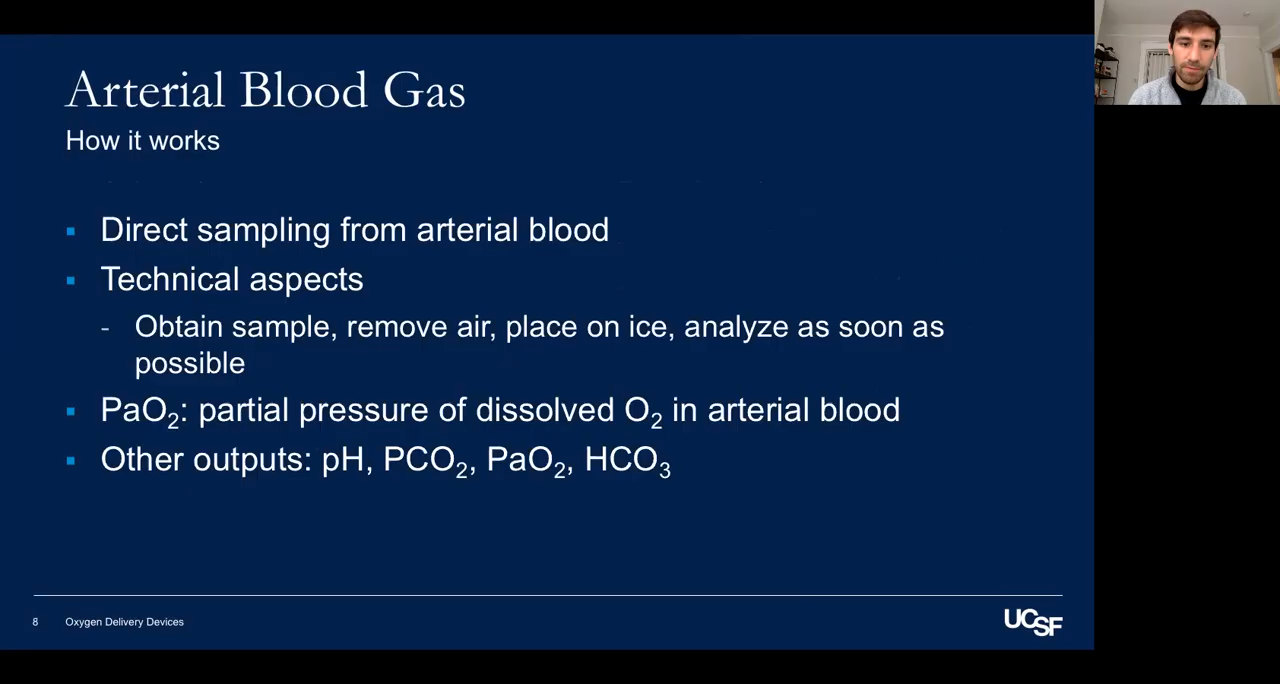 Arterial Blood Gas
How it works
▪ Direct sampling from arterial blood
▪ Technical aspects
- Obtain sample, remove air, place on ice, analyze as soon as
possible
▪ PaO₂: partial pressure of dissolved O₂ in arterial blood
▪ Other outputs: pH, PCO₂, PaO₂, HCO₃
8 Oxygen Delivery Devices
UCSF